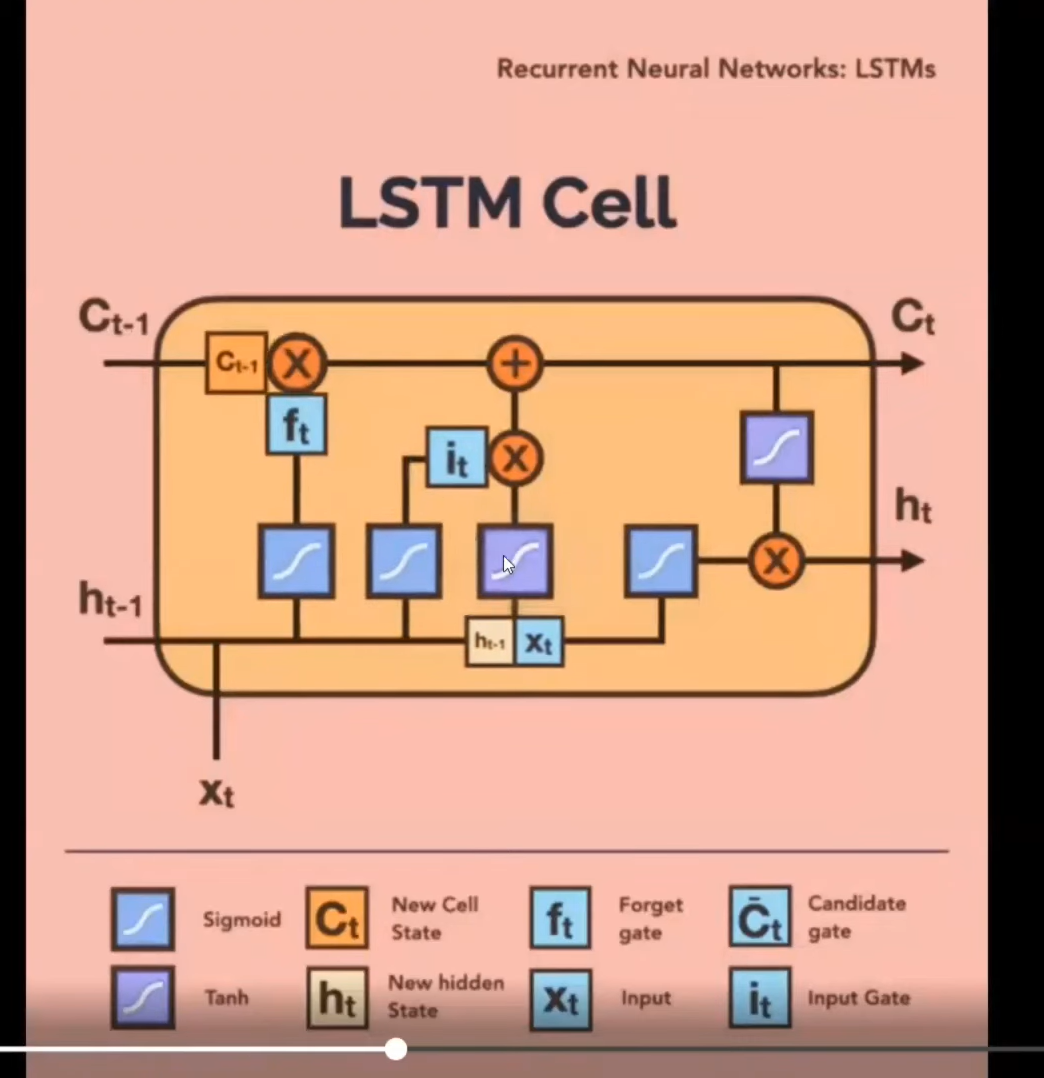 Recurrent Neural Networks: LSTMs
LSTM Cell
Ct-1
Ct
Ct-1
X
+
ft
it
X
ht
X
ht-1
ht-1
Xt
Xt
Sigmoid
Ct
New Cell
State
ft
Forget
gate
C̄t
Candidate
gate
Tanh
ht
New hidden
State
Xt
Input
it
Input Gate